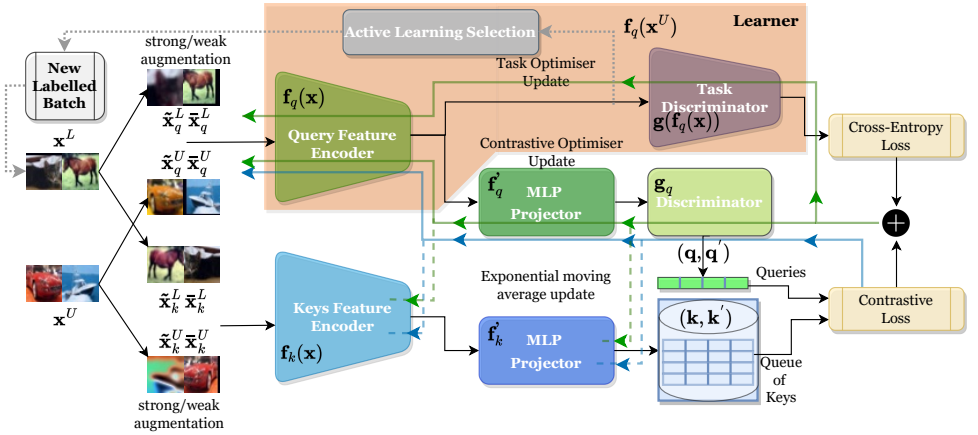 Learner
f_q(x^U)
Active Learning Selection
strong/weak
augmentation
New
Labelled
Batch
Task Optimiser
Update
f_q(x)
Task
Discriminator
g(f_q(x))
x̃_q^L x̄_q^L
Query Feature
Encoder
Cross-Entropy
Loss
x^L
x̃_q^U x̄_q^U
Contrastive Optimiser
Update
f'_q
MLP
Projector
g_q
Discriminator
+
(q, q')
Queries
Exponential moving
average update
x̃_k^L x̄_k^L
Keys Feature
Encoder
Contrastive
Loss
x^U
(k, k')
x̃_k^U x̄_k^U
f_k(x)
f'_k
MLP
Projector
Queue
of
Keys
strong/weak
augmentation